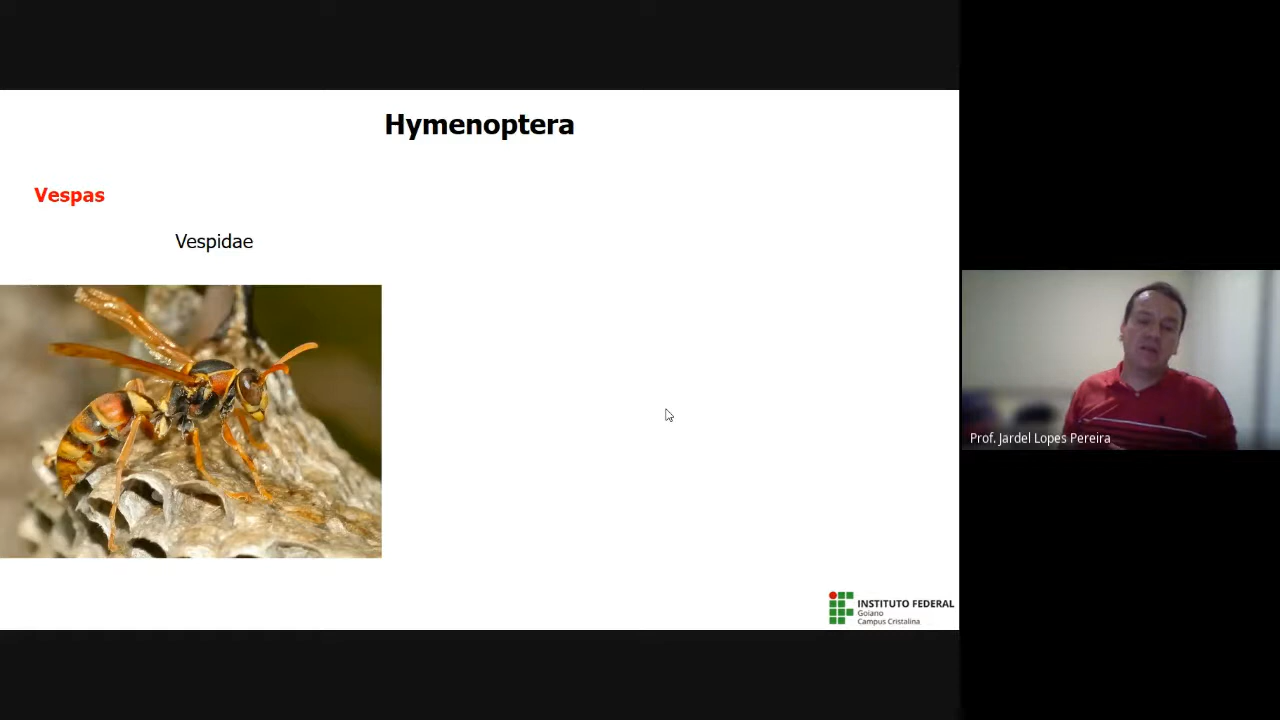 Hymenoptera
Vespas
Vespidae
Prof. Jardel Lopes Pereira
INSTITUTO FEDERAL
Goiano
Campus Cristalina